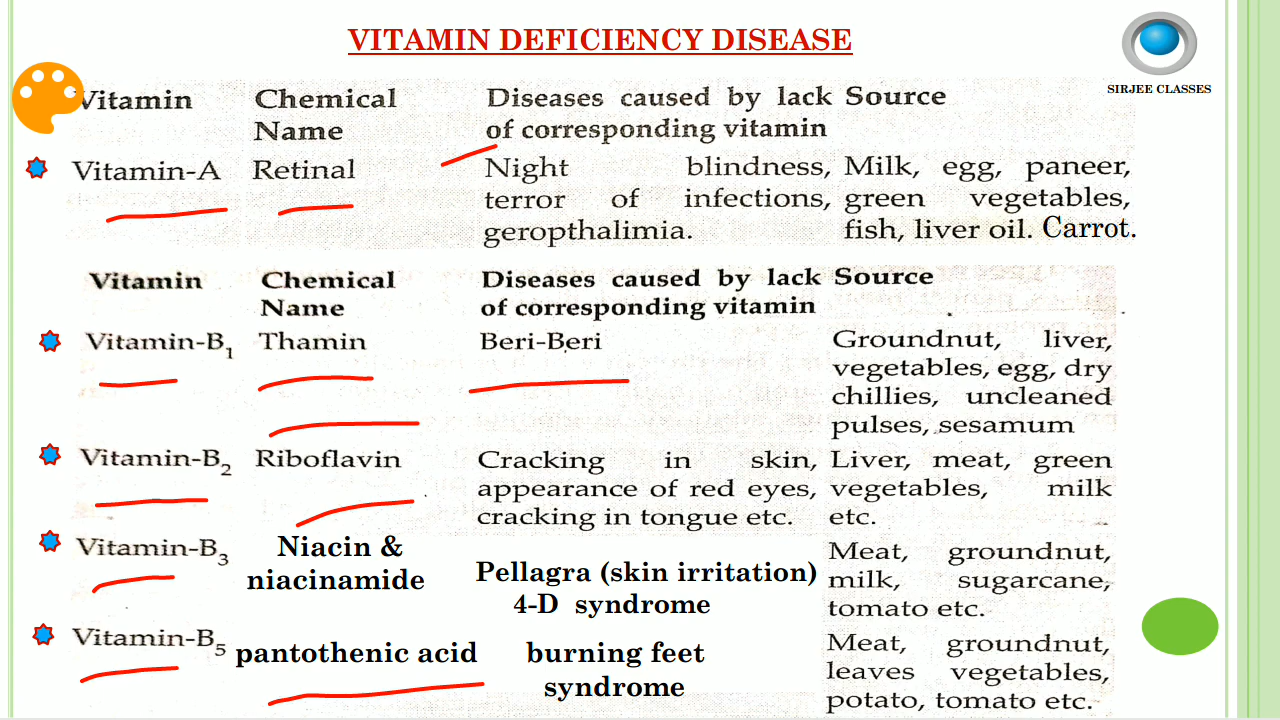 VITAMIN DEFICIENCY DISEASE
SIRJEE CLASSES
Vitamin Chemical Name Diseases caused by lack of corresponding vitamin Source
Vitamin-A Retinal Night blindness, Milk, egg, paneer,
terror of infections, green vegetables,
geropthalimia. fish, liver oil. Carrot.
Vitamin Chemical Name Diseases caused by lack of corresponding vitamin Source
Vitamin-B1 Thamin Beri-Beri Groundnut, liver,
vegetables, egg, dry
chillies, uncleaned
pulses, sesamum
Vitamin-B2 Riboflavin Cracking in skin, Liver, meat, green
appearance of red eyes, vegetables, milk
cracking in tongue etc. etc.
Vitamin-B3 Niacin & Meat, groundnut,
niacinamide Pellagra (skin irritation) milk, sugarcane,
4-D syndrome tomato etc.
Vitamin-B5 pantothenic acid burning feet Meat, groundnut,
syndrome leaves vegetables,
potato, tomato etc.